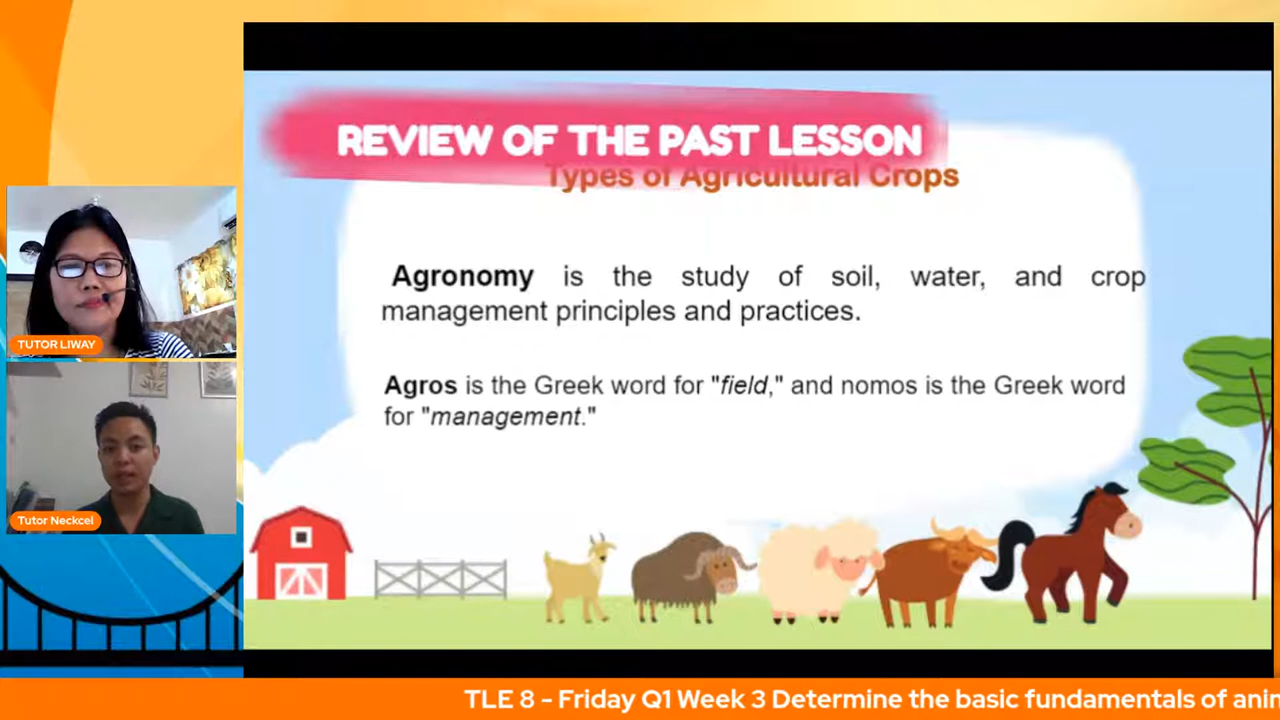 REVIEW OF THE PAST LESSON
Types of Agricultural Crops
Agronomy is the study of soil, water, and crop
management principles and practices.
Agros is the Greek word for "field," and nomos is the Greek word
for "management."
TUTOR LIWAY
Tutor Neckcel
TLE 8 - Friday Q1 Week 3 Determine the basic fundamentals of